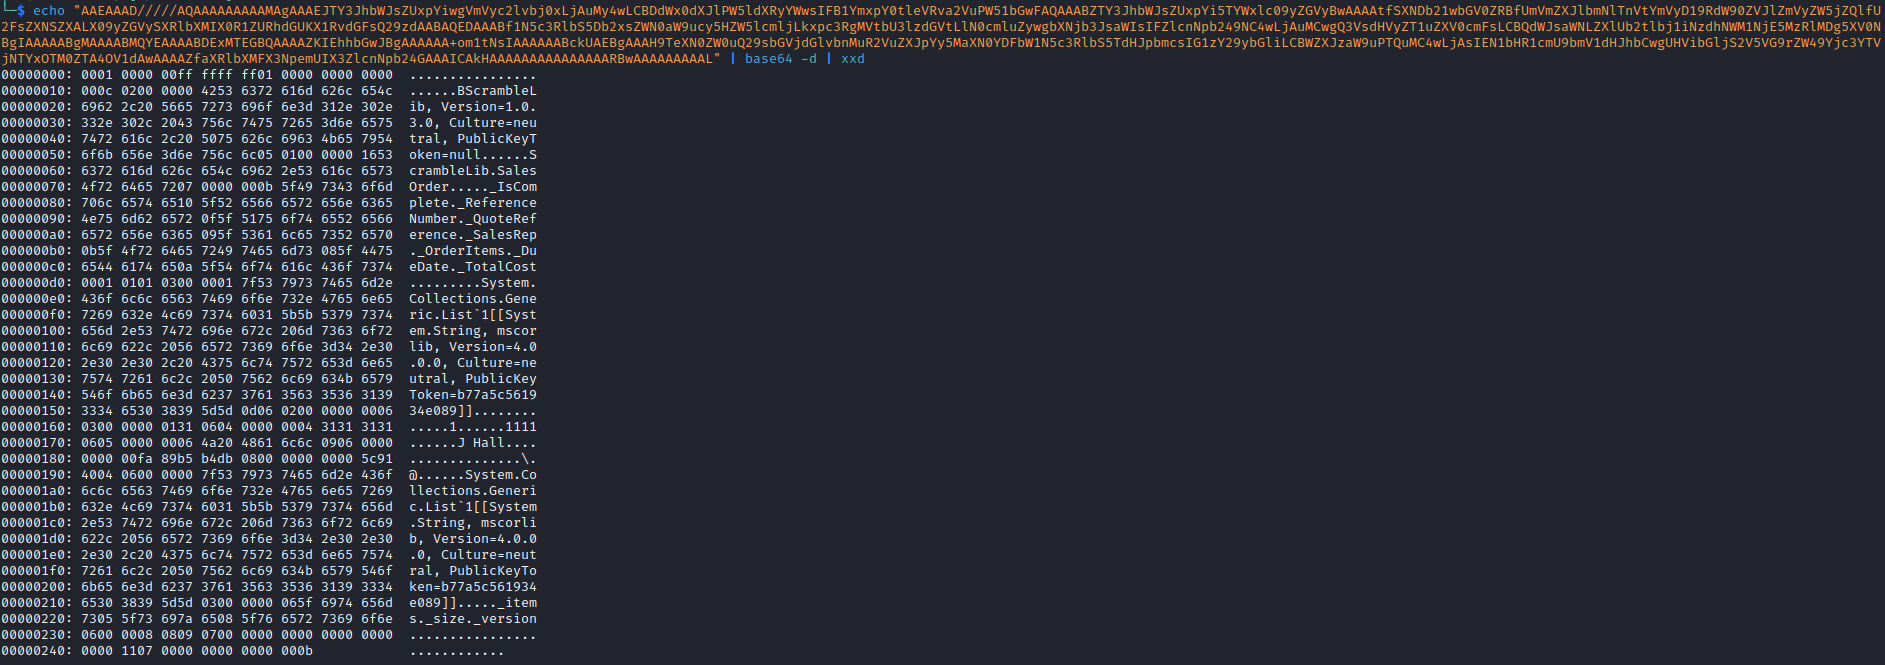 └─$ echo "AAEAAAD/////AQAAAAAAAAAMAgAAAEJTY3JhbWJsZUxpYiwgVmVyc2lvbj0xLjAuMy4wLCBDdWx0dXJlPW5ldXRyYWwsIFB1YmxpY0tleVRva2VuPW51bGwFAQAAABZTY3JhbWJsZUxpYi5TYWxlc09yZGVyBwAAAAtfSXNDb21wbGV0ZRBfUmVmZXJlbmNlTnVtYmVyD19RdW90ZVJlZmVyZW5jZQlfU
2FsZXNSZXALX09yZGVySXRlbXMIX0R1ZURhdGUKX1RvdGFsQ29zdAABAQEDAAABf1N5c3RlbS5Db2xsZWN0aW9ucy5HZW5lcmljLkxpc3RgMVtbU3lzdGVtLlN0cmluZywgbXNjb3JsaWIsIFZlcnNpb249NC4wLjAuMCwgQ3VsdHVyZT1uZXV0cmFsLCBQdWJsaWNLZXlUb2tlbj1iNzdhNWM1NjE5MzRlMDg5XV0N
BgIAAAAABgMAAAABMQYEAAAABDExMTEGBQAAAAZKIEhhbGwJBgAAAAAA+om1tNsIAAAAAABckUAEBgAAAH9TeXN0ZW0uQ29sbGVjdGlvbnMuR2VuZXJpYy5MaXN0YDFbW1N5c3RlbS5TdHJpbmcsIG1zY29ybGliLCBWZXJzaW9uPTQuMC4wLjAsIEN1bHR1cmU9bmV1dHJhbCwgUHVibGljS2V5VG9rZW49Yjc3YTV
jNTYxOTM0ZTA4OV1dAwAAAAZfaXRlbXMFX3NpemUIX3ZlcnNpb24GAAAICAkHAAAAAAAAAAAAAAARBwAAAAAAAAAL" | base64 -d | xxd
00000000: 0001 0000 00ff ffff ff01 0000 0000 0000  ................
00000010: 000c 0200 0000 4253 6372 616d 626c 654c  ......BScrambleL
00000020: 6962 2c20 5665 7273 696f 6e3d 312e 302e  ib, Version=1.0.
00000030: 332e 302c 2043 756c 7475 7265 3d6e 6575  3.0, Culture=neu
00000040: 7472 616c 2c20 5075 626c 6963 4b65 7954  tral, PublicKeyT
00000050: 6f6b 656e 3d6e 756c 6c05 0100 0000 1653  oken=null......S
00000060: 6372 616d 626c 654c 6962 2e53 616c 6573  crambleLib.Sales
00000070: 4f72 6465 7207 0000 000b 5f49 7343 6f6d  Order....._IsCom
00000080: 706c 6574 6510 5f52 6566 6572 656e 6365  plete._Reference
00000090: 4e75 6d62 6572 0f5f 5175 6f74 6552 6566  Number._QuoteRef
000000a0: 6572 656e 6365 095f 5361 6c65 7352 6570  erence._SalesRep
000000b0: 0b5f 4f72 6465 7249 7465 6d73 085f 4475  ._OrderItems._Du
000000c0: 6544 6174 650a 5f54 6f74 616c 436f 7374  eDate._TotalCost
000000d0: 0001 0101 0300 0001 7f53 7973 7465 6d2e  .........System.
000000e0: 436f 6c6c 6563 7469 6f6e 732e 4765 6e65  Collections.Gene
000000f0: 7269 632e 4c69 7374 6031 5b5b 5379 7374  ric.List`1[[Syst
00000100: 656d 2e53 7472 696e 672c 206d 7363 6f72  em.String, mscor
00000110: 6c69 622c 2056 6572 7369 6f6e 3d34 2e30  lib, Version=4.0
00000120: 2e30 2e30 2c20 4375 6c74 7572 653d 6e65  .0.0, Culture=ne
00000130: 7574 7261 6c2c 2050 7562 6c69 634b 6579  utral, PublicKey
00000140: 546f 6b65 6e3d 6237 3761 3563 3536 3139  Token=b77a5c5619
00000150: 3334 6530 3839 5d5d 0d06 0200 0000 0006  34e089]]........
00000160: 0300 0000 0131 0604 0000 0004 3131 3131  .....1......1111
00000170: 0605 0000 0006 4a20 4861 6c6c 0906 0000  ......J Hall....
00000180: 0000 00fa 89b5 b4db 0800 0000 0000 5c91  ..............\.
00000190: 4004 0600 0000 7f53 7973 7465 6d2e 436f  @......System.Co
000001a0: 6c6c 6563 7469 6f6e 732e 4765 6e65 7269  llections.Generi
000001b0: 632e 4c69 7374 6031 5b5b 5379 7374 656d  c.List`1[[System
000001c0: 2e53 7472 696e 672c 206d 7363 6f72 6c69  .String, mscorli
000001d0: 622c 2056 6572 7369 6f6e 3d34 2e30 2e30  b, Version=4.0.0
000001e0: 2e30 2c20 4375 6c74 7572 653d 6e65 7574  .0, Culture=neut
000001f0: 7261 6c2c 2050 7562 6c69 634b 6579 546f  ral, PublicKeyTo
00000200: 6b65 6e3d 6237 3761 3563 3536 3139 3334  ken=b77a5c561934
00000210: 6530 3839 5d5d 0300 0000 065f 6974 656d  e089]]....._item
00000220: 7305 5f73 697a 6508 5f76 6572 7369 6f6e  s._size._version
00000230: 0600 0008 0809 0700 0000 0000 0000 0000  ................
00000240: 0000 1107 0000 0000 0000 000b            ............